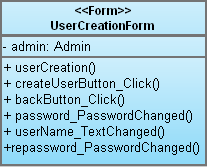 <<Form>>
UserCreationForm
- admin: Admin
+ userCreation()
+ createUserButton_Click()
+ backButton_Click()
+ password_PasswordChanged()
+ userName_TextChanged()
+repassword_PasswordChanged()